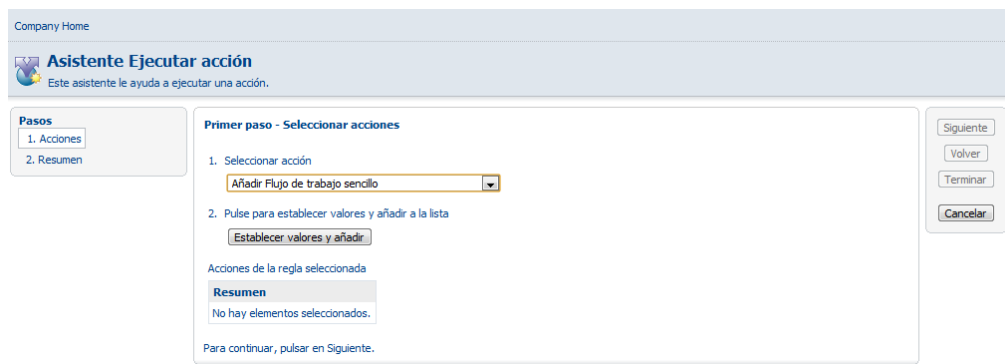 Company Home
Asistente Ejecutar acción
Este asistente le ayuda a ejecutar una acción.
Pasos
1. Acciones
2. Resumen
Primer paso - Seleccionar acciones
1. Seleccionar acción
Añadir Flujo de trabajo sencillo
2. Pulse para establecer valores y añadir a la lista
Establecer valores y añadir
Acciones de la regla seleccionada
Resumen
No hay elementos seleccionados.
Para continuar, pulsar en Siguiente.
Siguiente
Volver
Terminar
Cancelar